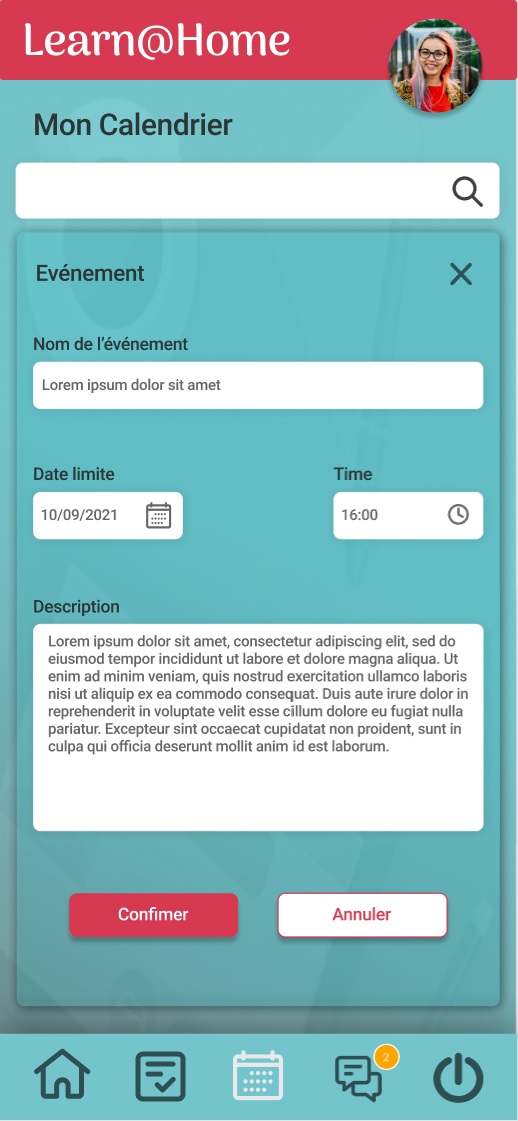 Learn@Home
Mon Calendrier
Evénement
Nom de l’événement
Lorem ipsum dolor sit amet
Date limite
Time
10/09/2021
16:00
Description
Lorem ipsum dolor sit amet, consectetur adipiscing elit, sed do
eiusmod tempor incididunt ut labore et dolore magna aliqua. Ut
enim ad minim veniam, quis nostrud exercitation ullamco laboris
nisi ut aliquip ex ea commodo consequat. Duis aute irure dolor in
reprehenderit in voluptate velit esse cillum dolore eu fugiat nulla
pariatur. Excepteur sint occaecat cupidatat non proident, sunt in
culpa qui officia deserunt mollit anim id est laborum.
Confimer
Annuler
2